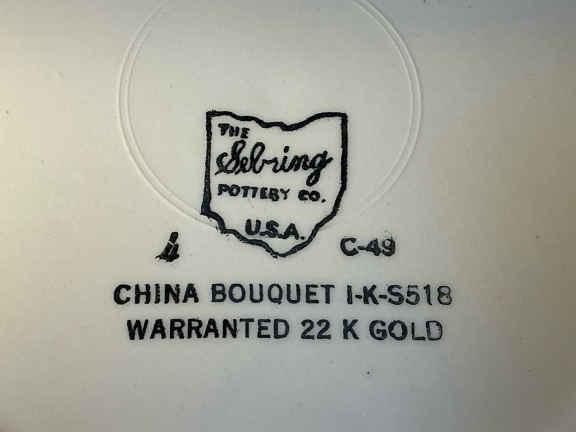 THE
Sebring
POTTERY CO.
U.S.A.
C-49
CHINA BOUQUET I-K-S518
WARRANTED 22 K GOLD